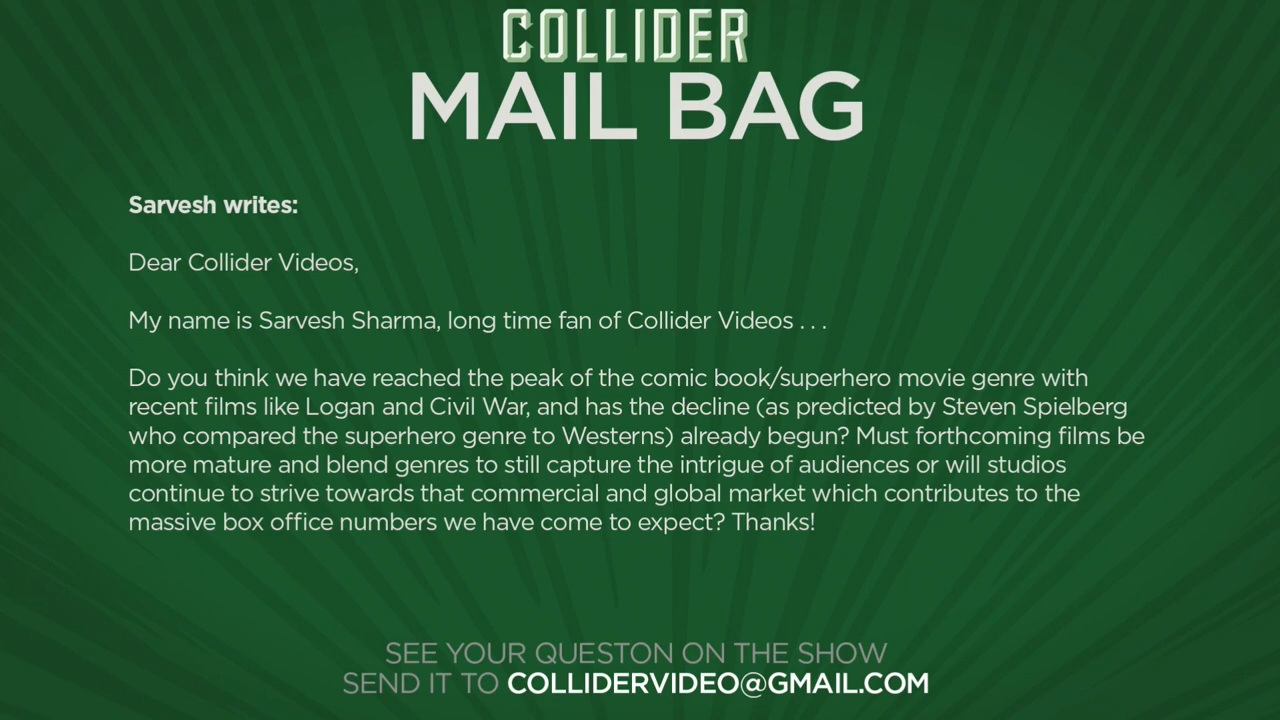 COLLIDER
MAIL BAG
Sarvesh writes:
Dear Collider Videos,
My name is Sarvesh Sharma, long time fan of Collider Videos . . .
Do you think we have reached the peak of the comic book/superhero movie genre with
recent films like Logan and Civil War, and has the decline (as predicted by Steven Spielberg
who compared the superhero genre to Westerns) already begun? Must forthcoming films be
more mature and blend genres to still capture the intrigue of audiences or will studios
continue to strive towards that commercial and global market which contributes to the
massive box office numbers we have come to expect? Thanks!
SEE YOUR QUESTON ON THE SHOW
SEND IT TO COLLIDERVIDEO@GMAIL.COM